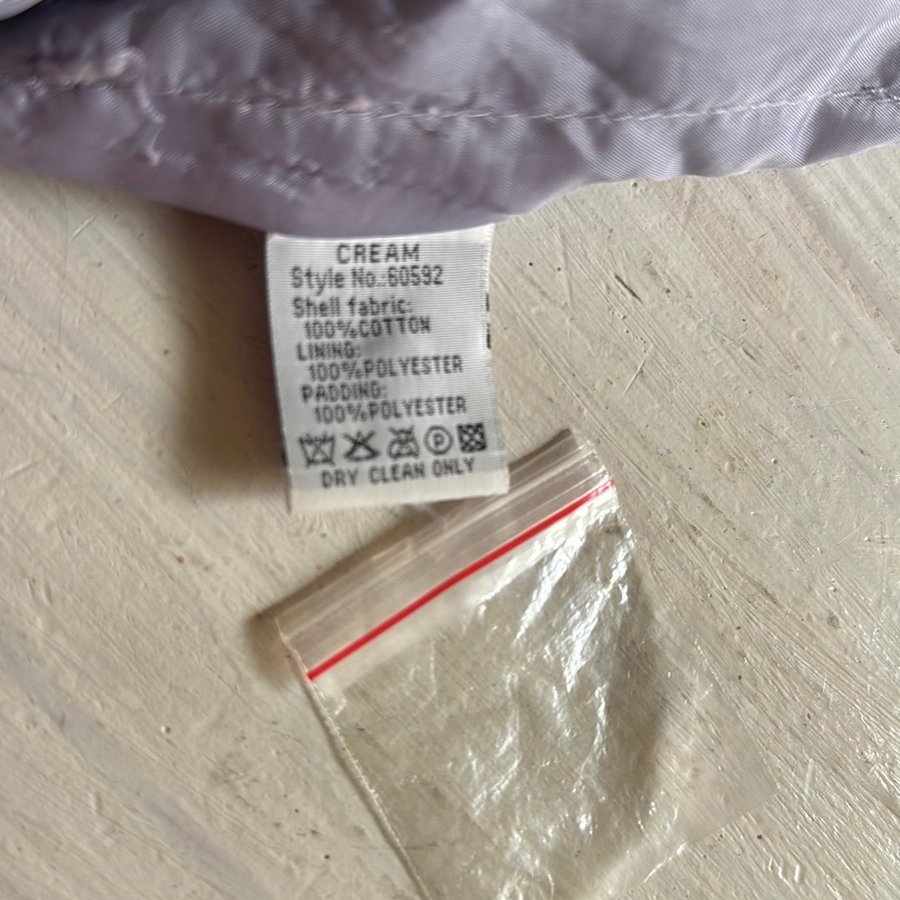 CREAM
Style No.:60592
Shell fabric:
100%COTTON
LINING:
100%POLYESTER
PADDING:
100%POLYESTER
P
DRY CLEAN ONLY